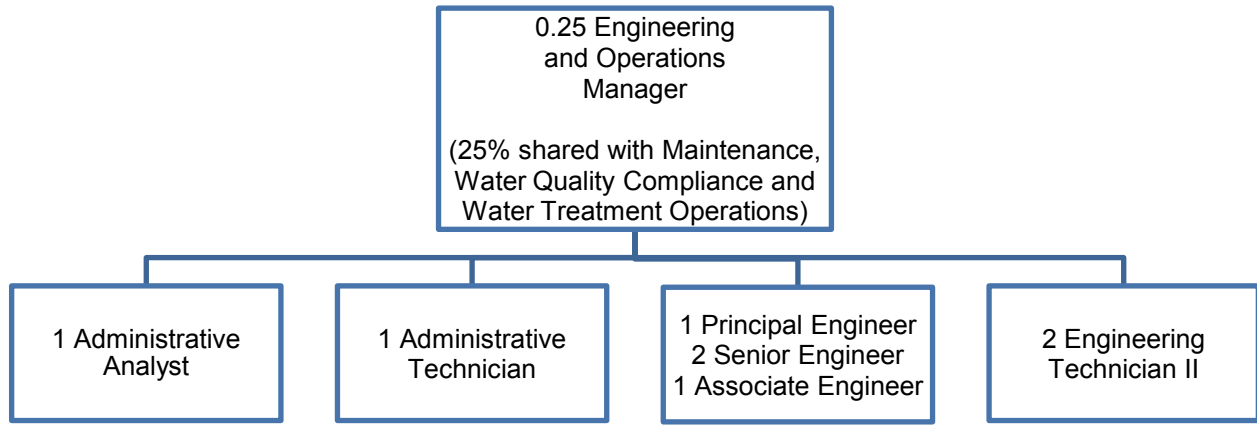 0.25 Engineering
and Operations
Manager
(25% shared with Maintenance,
Water Quality Compliance and
Water Treatment Operations)
1 Administrative
Analyst
1 Administrative
Technician
1 Principal Engineer
2 Senior Engineer
1 Associate Engineer
2 Engineering
Technician II